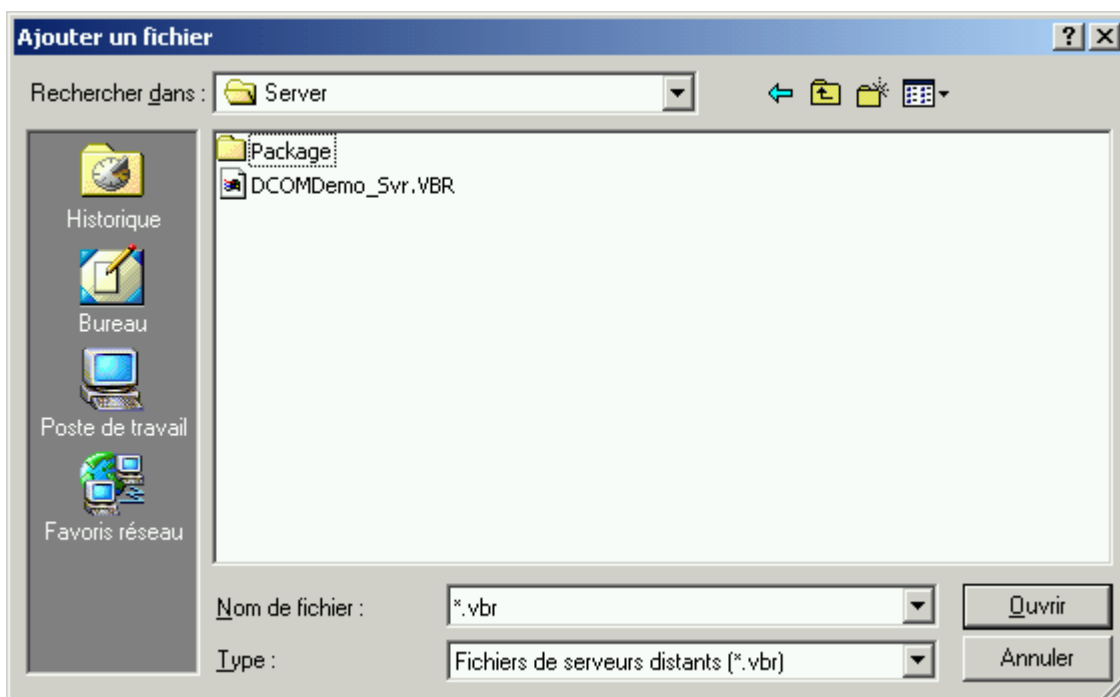 Ajouter un fichier
Rechercher dans : Server
Package
DCOMDemo_Svr.VBR
Historique
Bureau
Poste de travail
Favoris réseau
Nom de fichier : *.vbr Ouvrir
Type : Fichiers de serveurs distants (*.vbr) Annuler